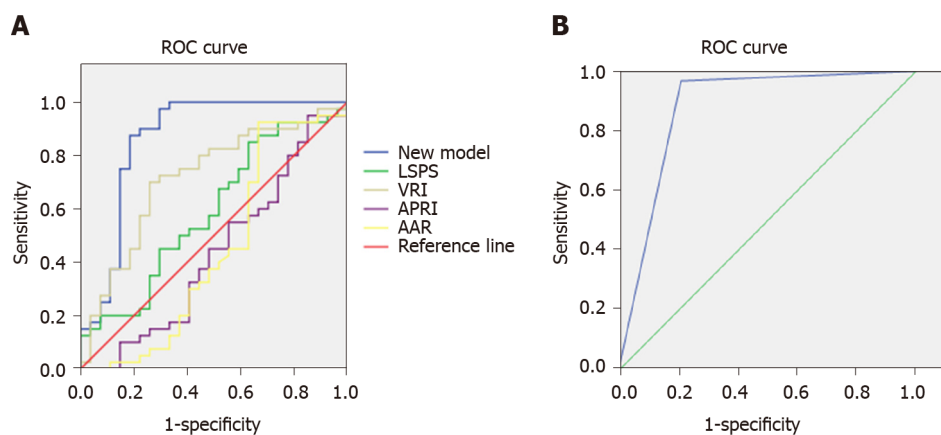 A
ROC curve
1.0
0.8
0.6
0.4
0.2
0.0
Sensitivity
0.0 0.2 0.4 0.6 0.8 1.0
1-specificity
New model
LSPS
VRI
APRI
AAR
Reference line
B
ROC curve
1.0
0.8
0.6
0.4
0.2
0.0
Sensitivity
0.0 0.2 0.4 0.6 0.8 1.0
1-specificity